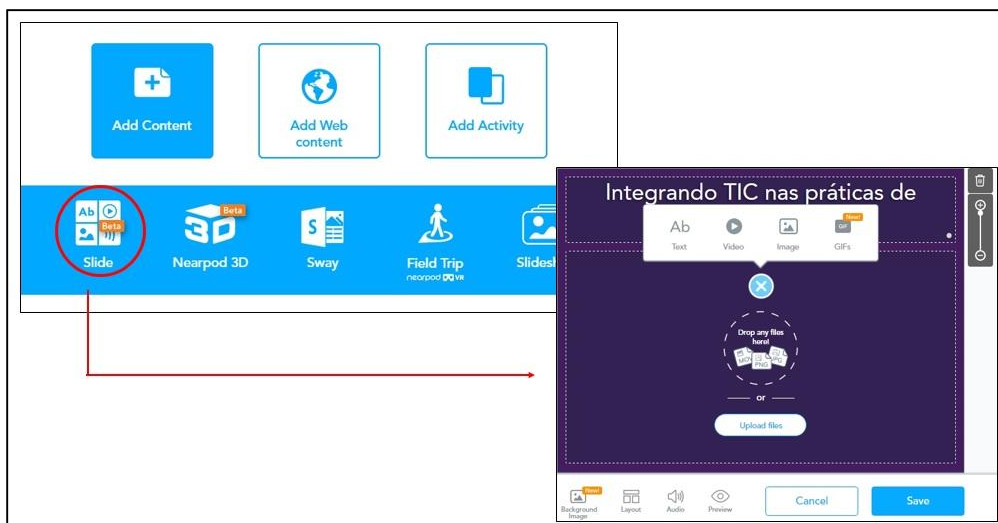 Add Content
Add Web
content
Add Activity
Ab
Beta
Slide
3D
Beta
Nearpod 3D
S
Sway
Field Trip
nearpod VR
Slidesh
Integrando TIC nas práticas de
Ab
Text
Video
Image
New!
GIF
GIFs
Drop any files
here!
MOV
PNG
JPG
or
Upload files
New!
Background
Image
Layout
Audio
Preview
Cancel
Save